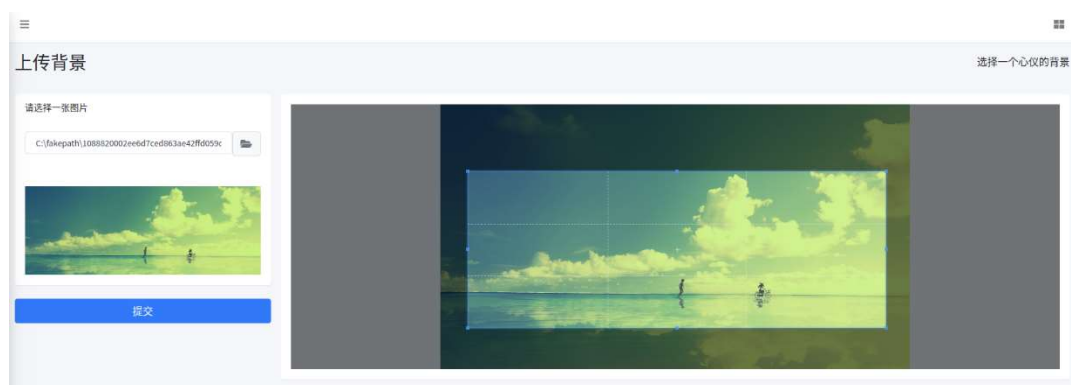 上传背景
选择一个心仪的背景
请选择一张图片
C:\fakepath\1088820002ee6d7ced863ae42ffd059c
提交